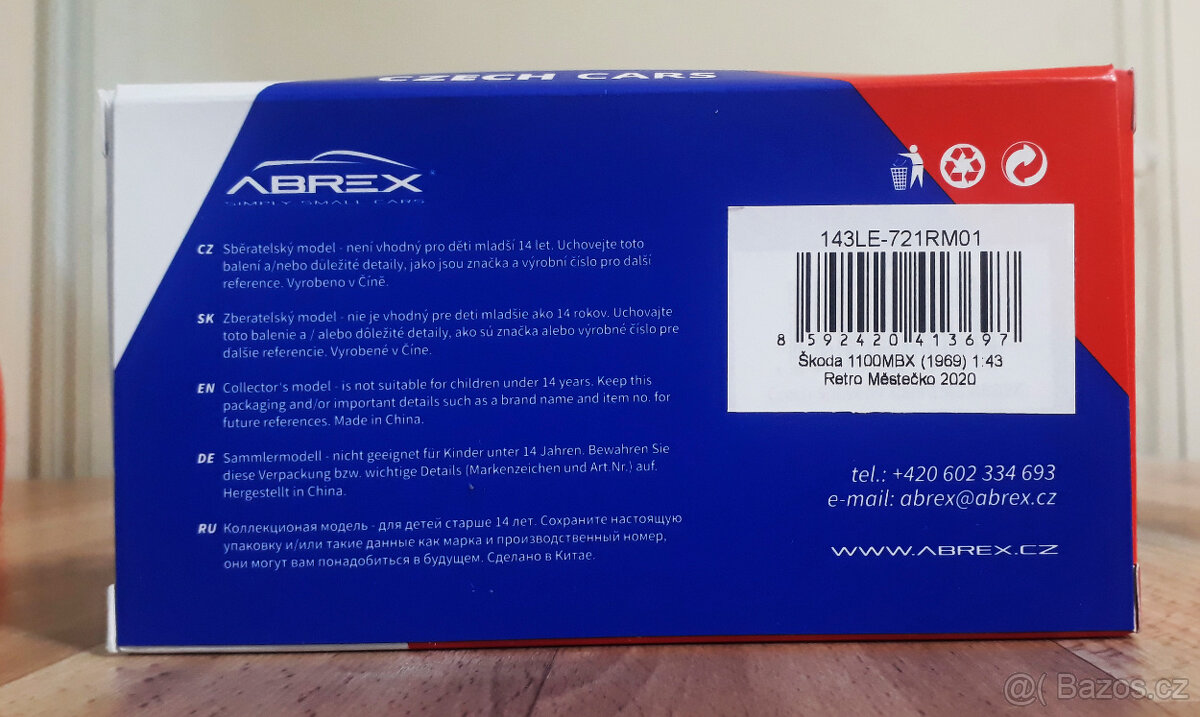 CZECH CARS
ABREX
SIMPLY SMALL CARS
CZ Sběratelský model - není vhodný pro děti mladší 14 let. Uchovejte toto
balení a/nebo důležité detaily, jako jsou značka a výrobní číslo pro další
reference. Vyrobeno v Číně.
SK Zberatelský model - nie je vhodný pre deti mladšie ako 14 rokov. Uchovajte
toto balenie a / alebo dôležité detaily, ako sú značka alebo výrobné číslo pre
dalšie referencie. Vyrobené v Číne.
EN Collector's model - is not suitable for children under 14 years. Keep this
packaging and/or important details such as a brand name and item no. for
future references. Made in China.
DE Sammlermodell - nicht geeignet für Kinder unter 14 Jahren. Bewahren Sie
diese Verpackung bzw. wichtige Details (Markenzeichen und Art.Nr.) auf.
Hergestellt in China.
RU Коллекционая модель - для детей старше 14 лет. Сохраните настоящую
упаковку и/или такие данные как марка и производственный номер,
они могут вам понадобиться в будущем. Сделано в Китае.
143LE-721RM01
8 592420 413697
Škoda 1100MBX (1969) 1:43
Retro Městečko 2020
tel.: +420 602 334 693
e-mail: abrex@abrex.cz
WWW.ABREX.CZ
@( Bazos.cz